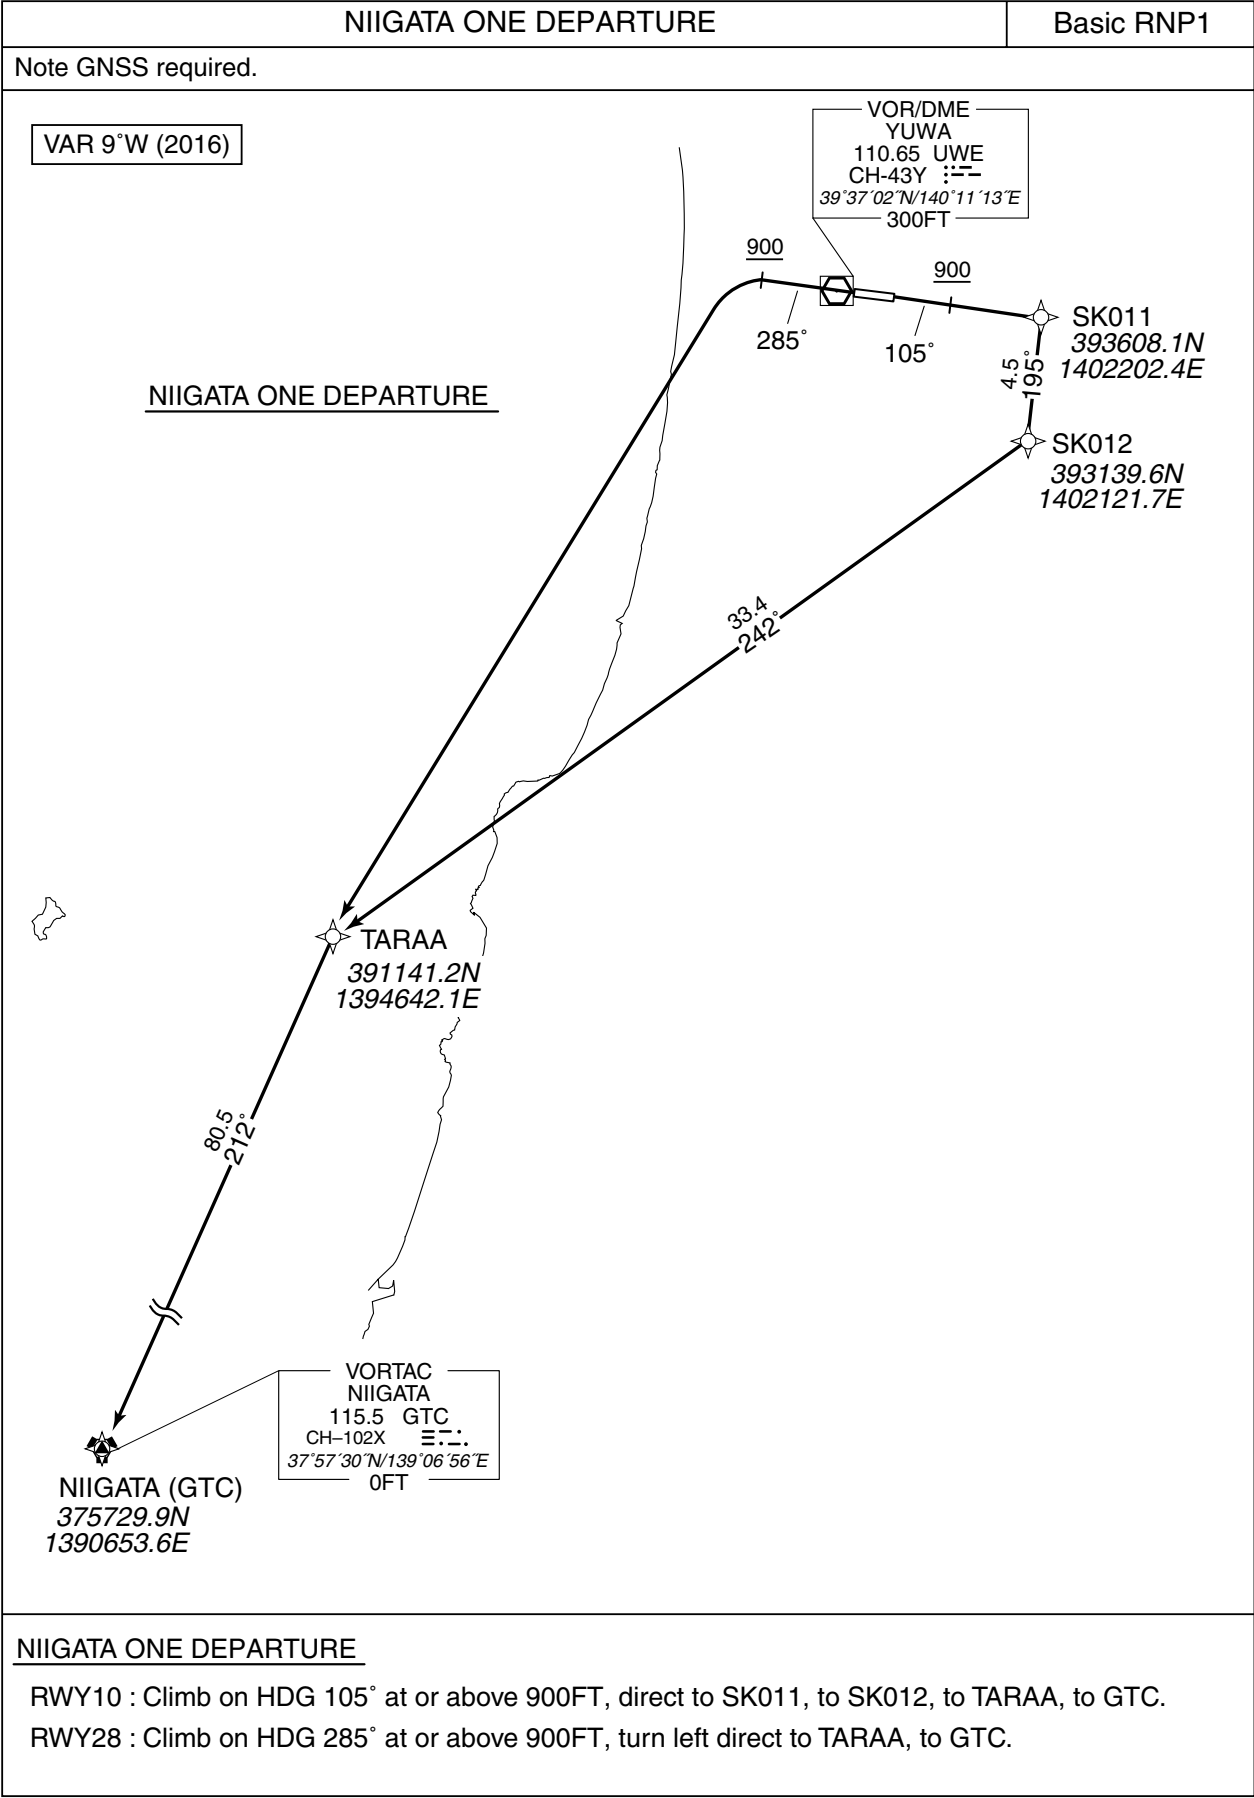 NIIGATA ONE DEPARTURE
Basic RNP1
Note GNSS required.
VAR 9˚W (2016)
VOR/DME
YUWA
110.65 UWE
CH-43Y
39˚37´02˝N/140˚11´13˝E
300FT
900
900
285˚
105˚
SK011
393608.1N
1402202.4E
4.5
195˚
NIIGATA ONE DEPARTURE
SK012
393139.6N
1402121.7E
33.4
242˚
TARAA
391141.2N
1394642.1E
80.5
212˚
VORTAC
NIIGATA
115.5 GTC
CH–102X
37˚57´30˝N/139˚06´56˝E
0FT
NIIGATA (GTC)
375729.9N
1390653.6E
NIIGATA ONE DEPARTURE
RWY10 : Climb on HDG 105˚ at or above 900FT, direct to SK011, to SK012, to TARAA, to GTC.
RWY28 : Climb on HDG 285˚ at or above 900FT, turn left direct to TARAA, to GTC.